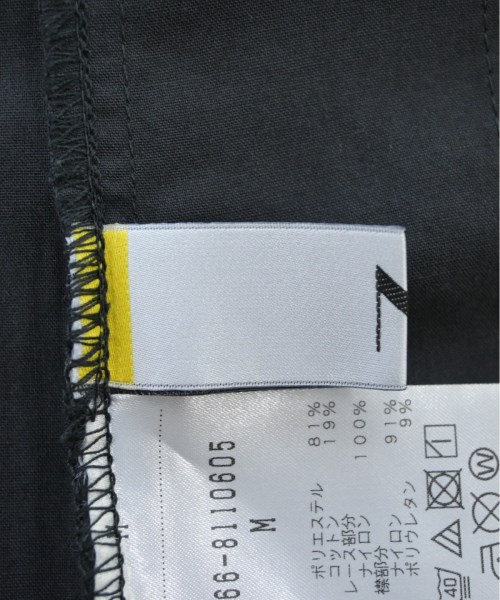 66-8110605
M
ポリエステル 81%
コットン 19%
レース部分
ナイロン 100%
襟部分
ナイロン 91%
ポリウレタン 9%
40
W